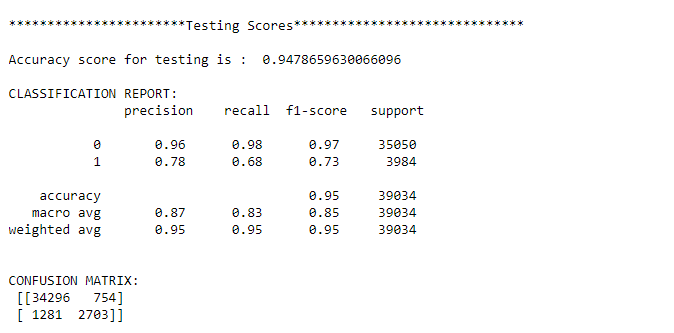 ***********************Testing Scores******************************
Accuracy score for testing is :  0.9478659630066096
CLASSIFICATION REPORT:
               precision    recall  f1-score   support
           0       0.96      0.98      0.97     35050
           1       0.78      0.68      0.73      3984
    accuracy                           0.95     39034
   macro avg       0.87      0.83      0.85     39034
weighted avg       0.95      0.95      0.95     39034
CONFUSION MATRIX:
 [[34296   754]
 [ 1281  2703]]